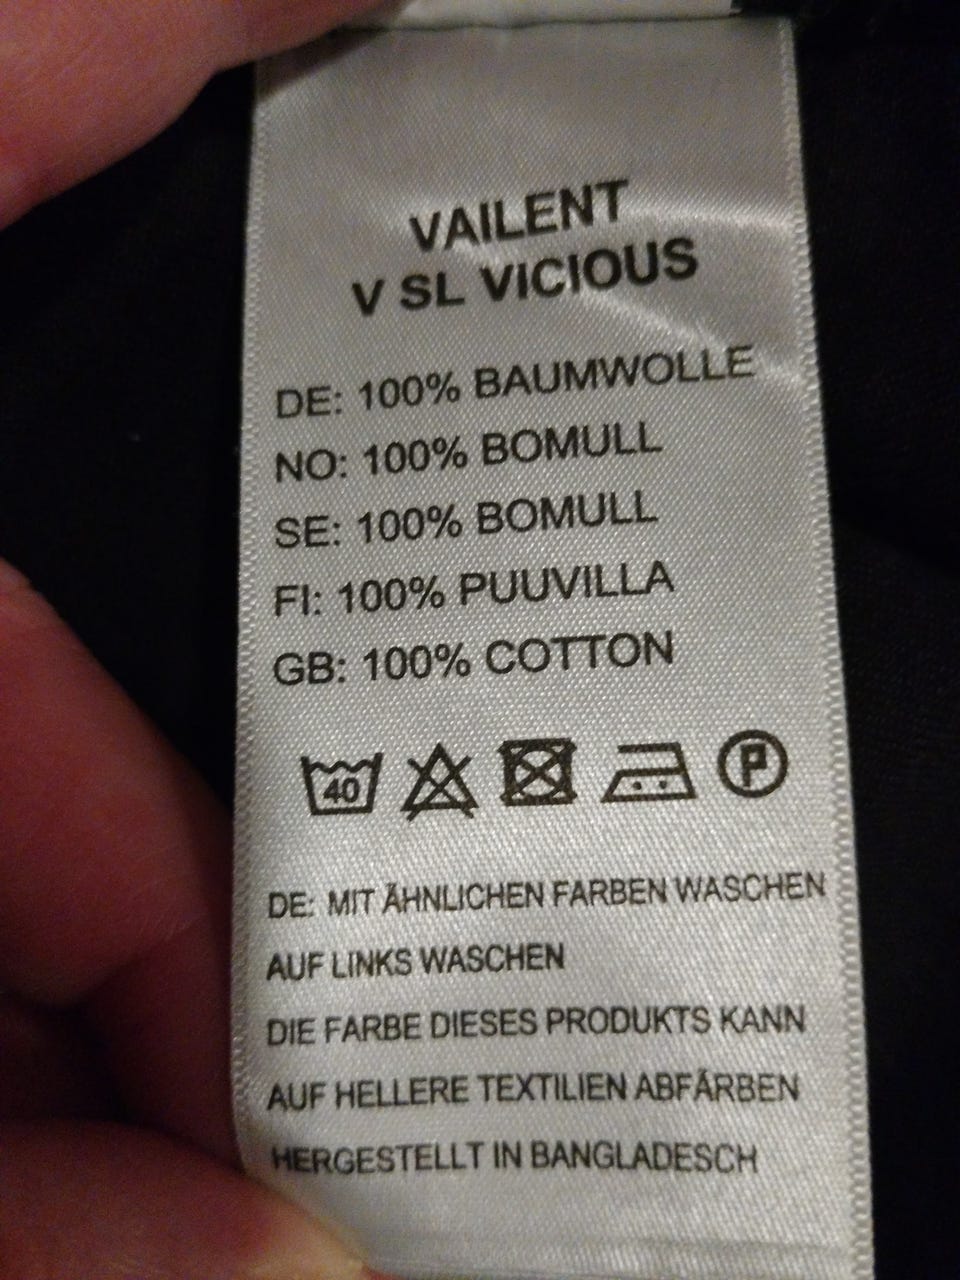 VAILENT
V SL VICIOUS
DE: 100% BAUMWOLLE
NO: 100% BOMULL
SE: 100% BOMULL
FI: 100% PUUVILLA
GB: 100% COTTON
40 P
DE: MIT ÄHNLICHEN FARBEN WASCHEN
AUF LINKS WASCHEN
DIE FARBE DIESES PRODUKTS KANN
AUF HELLERE TEXTILIEN ABFÄRBEN
HERGESTELLT IN BANGLADESCH